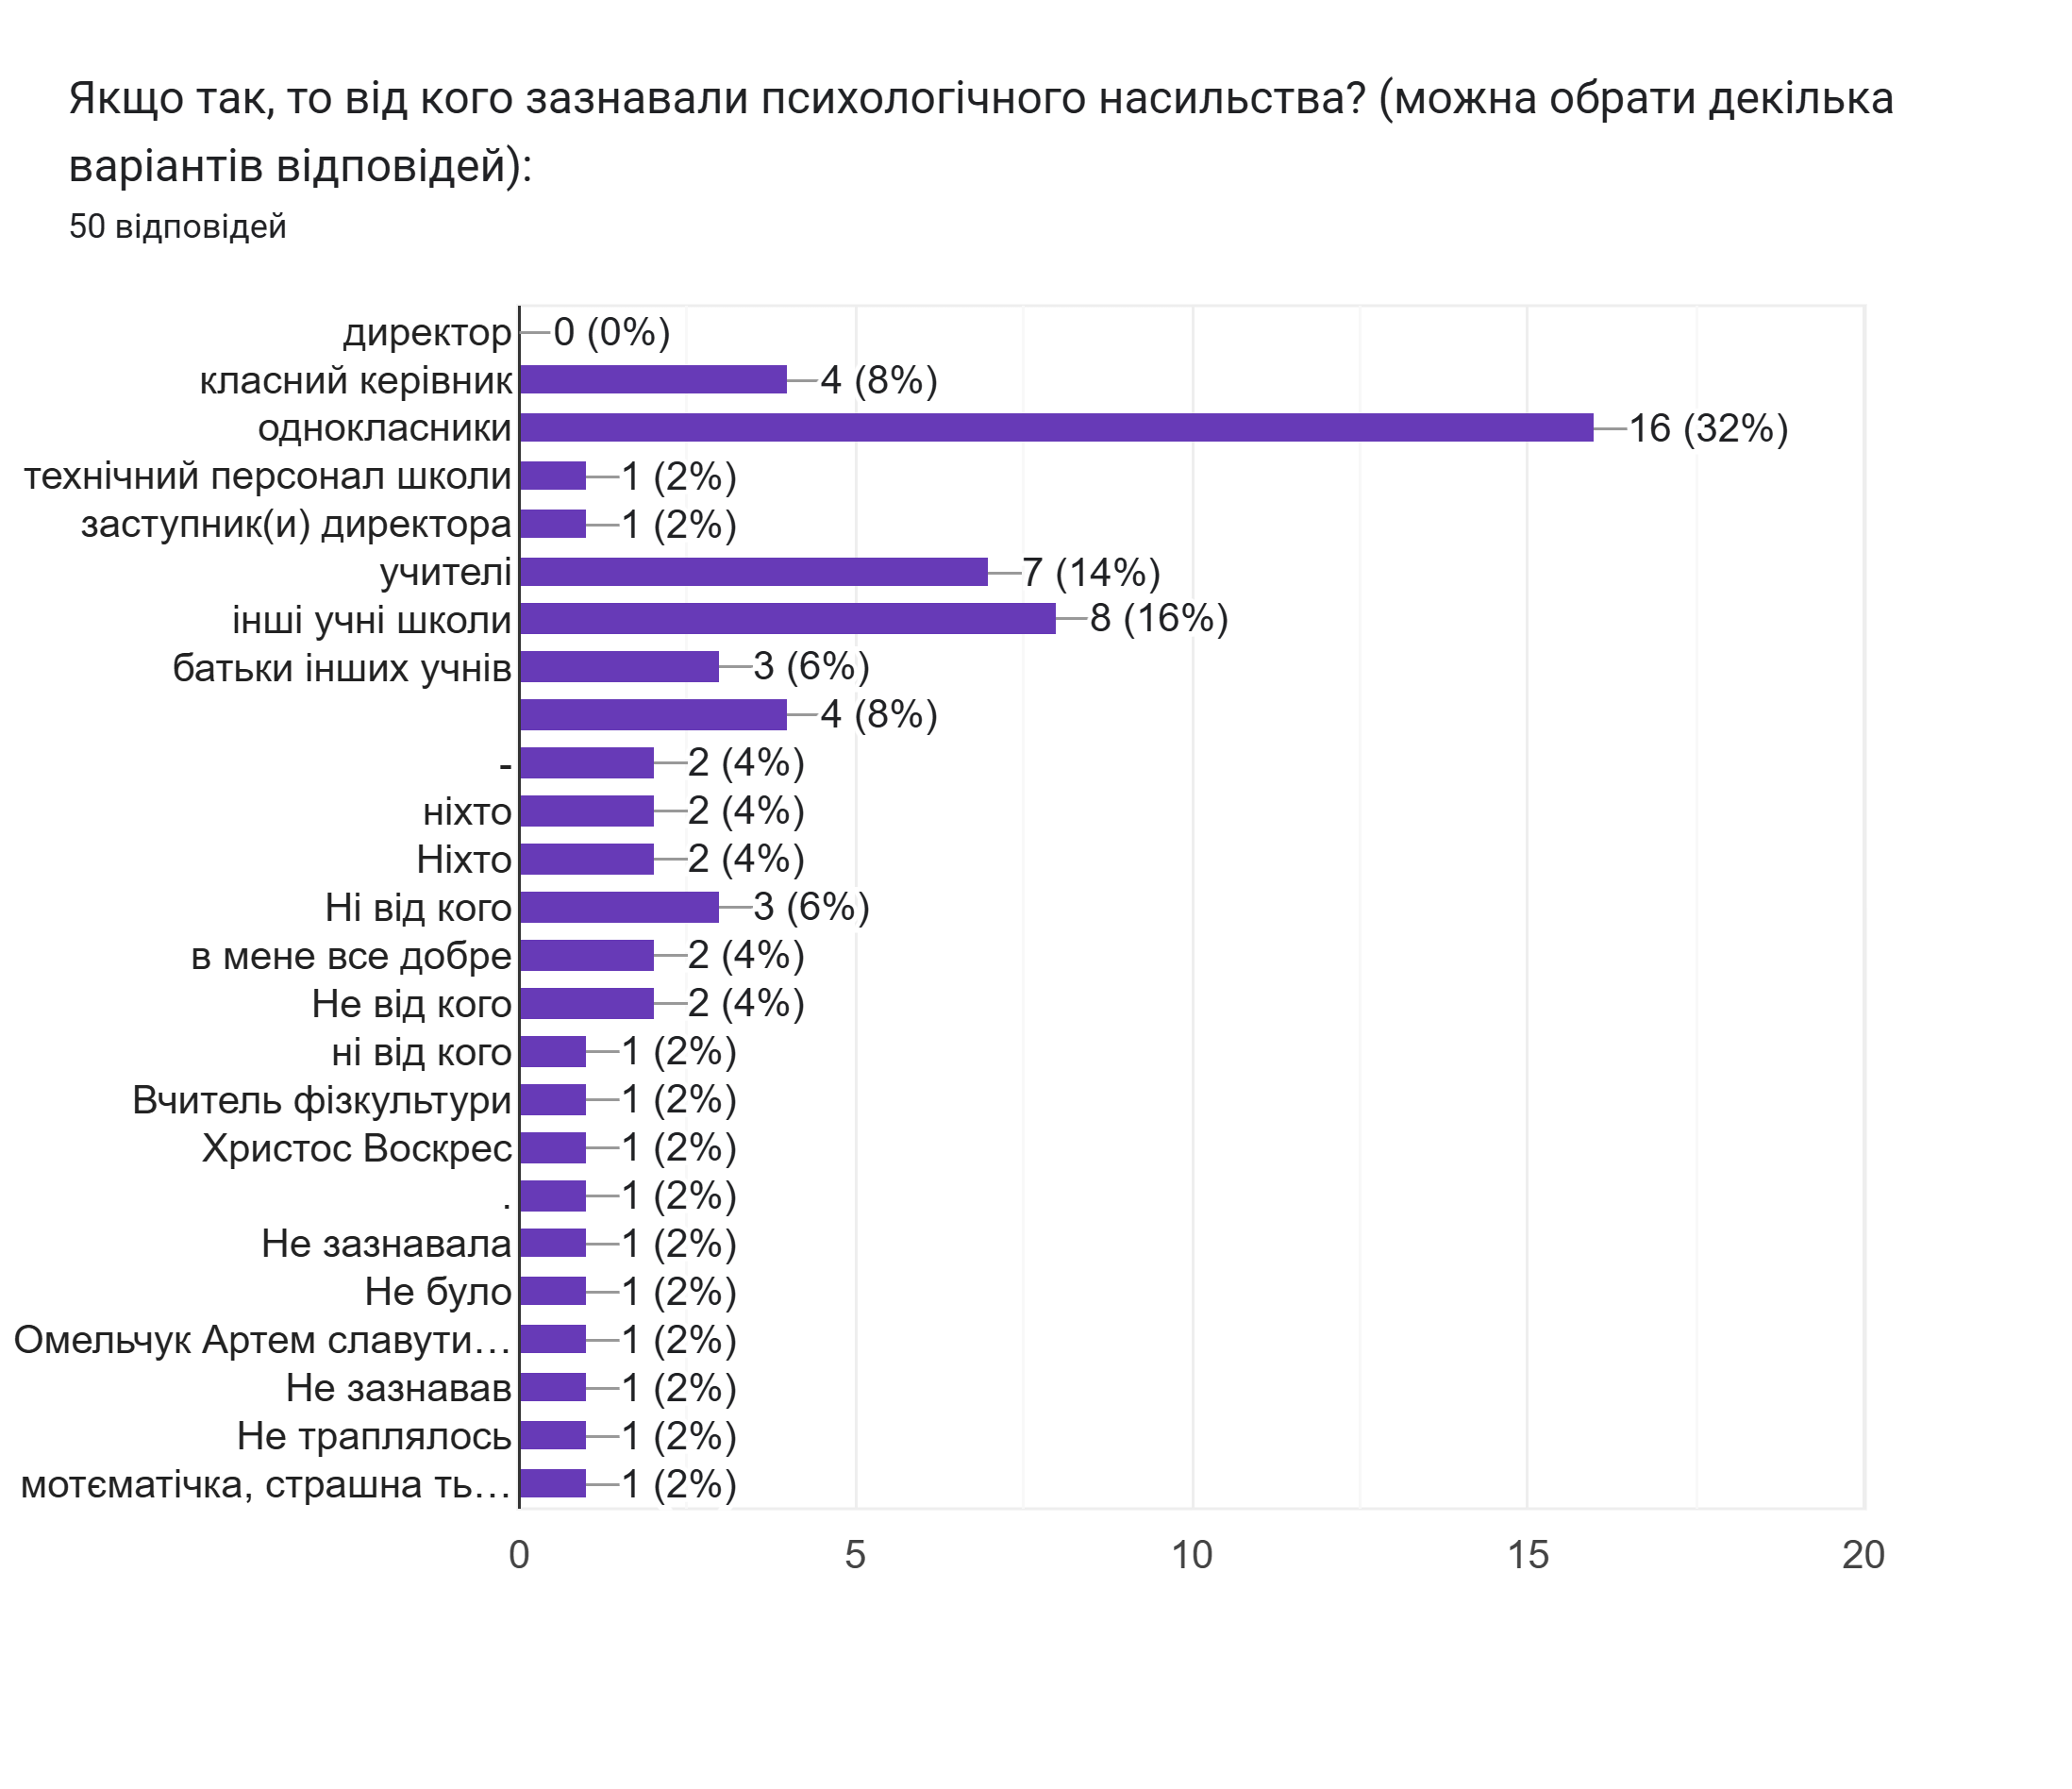 Якщо так, то від кого зазнавали психологічного насильства? (можна обрати декілька
варіантів відповідей):
50 відповідей
директор 0 (0%)
класний керівник 4 (8%)
однокласники 16 (32%)
технічний персонал школи 1 (2%)
заступник(и) директора 1 (2%)
учителі 7 (14%)
інші учні школи 8 (16%)
батьки інших учнів 3 (6%)
4 (8%)
- 2 (4%)
ніхто 2 (4%)
Ніхто 2 (4%)
Ні від кого 3 (6%)
в мене все добре 2 (4%)
Не від кого 2 (4%)
ні від кого 1 (2%)
Вчитель фізкультури 1 (2%)
Христос Воскрес 1 (2%)
. 1 (2%)
Не зазнавала 1 (2%)
Не було 1 (2%)
Омельчук Артем славути… 1 (2%)
Не зазнавав 1 (2%)
Не траплялось 1 (2%)
мотєматічка, страшна ть… 1 (2%)
0 5 10 15 20